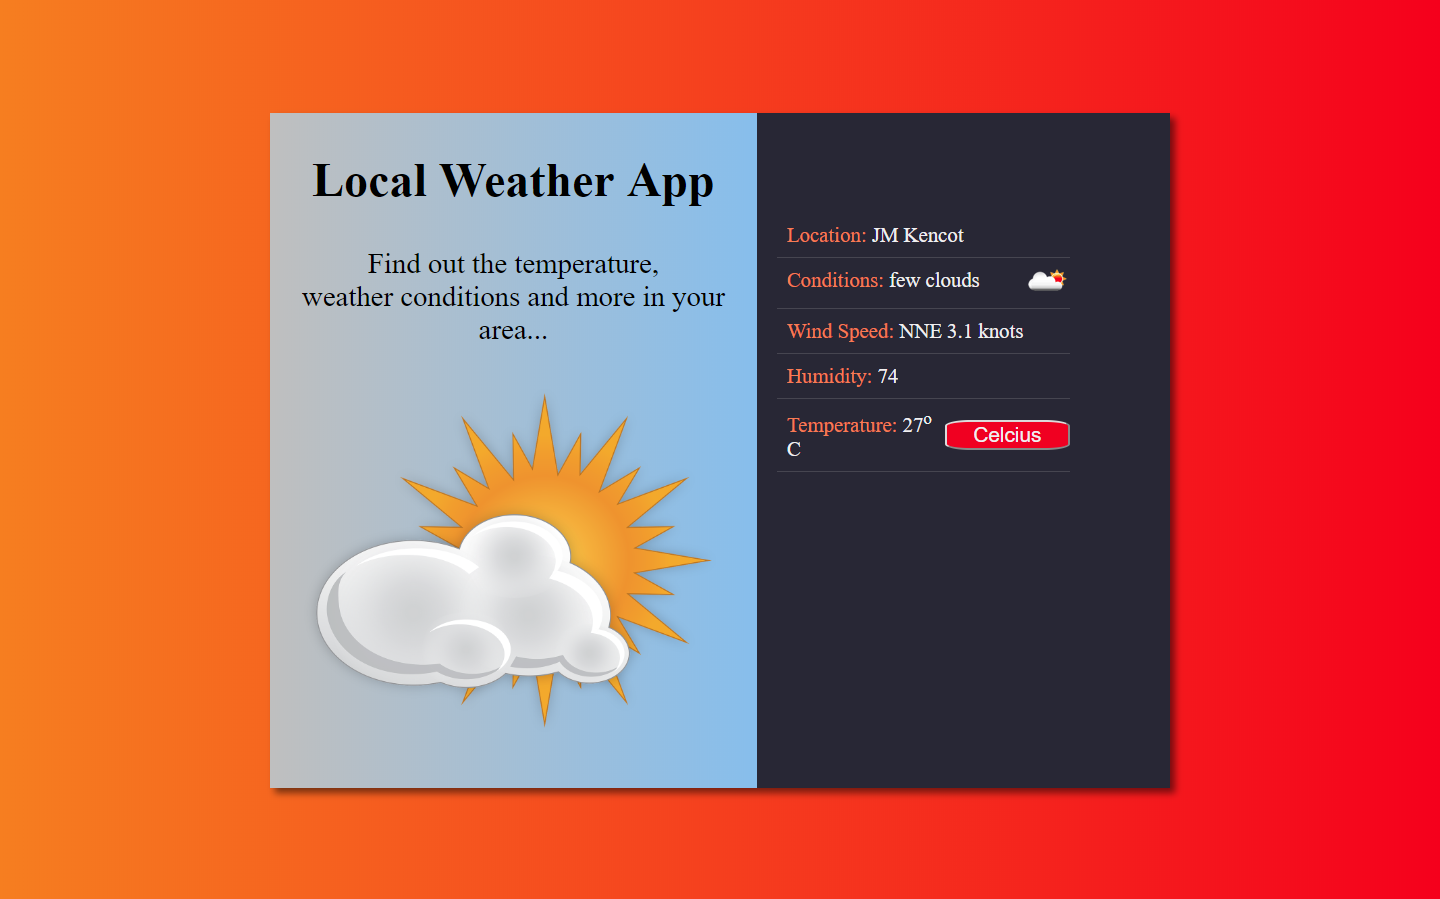 Local Weather App
Find out the temperature,
weather conditions and more in your
area...
Location: JM Kencot
Conditions: few clouds
Wind Speed: NNE 3.1 knots
Humidity: 74
Temperature: 27º
C
Celcius